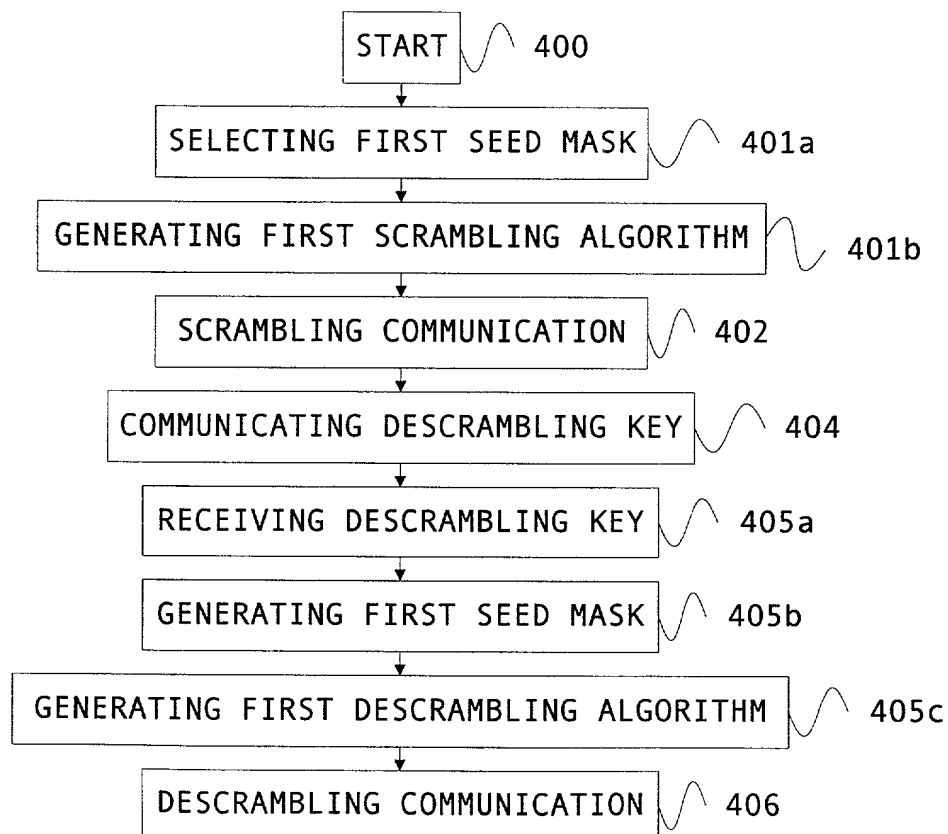 START 400
SELECTING FIRST SEED MASK 401a
GENERATING FIRST SCRAMBLING ALGORITHM 401b
SCRAMBLING COMMUNICATION 402
COMMUNICATING DESCRAMBLING KEY 404
RECEIVING DESCRAMBLING KEY 405a
GENERATING FIRST SEED MASK 405b
GENERATING FIRST DESCRAMBLING ALGORITHM 405c
DESCRAMBLING COMMUNICATION 406